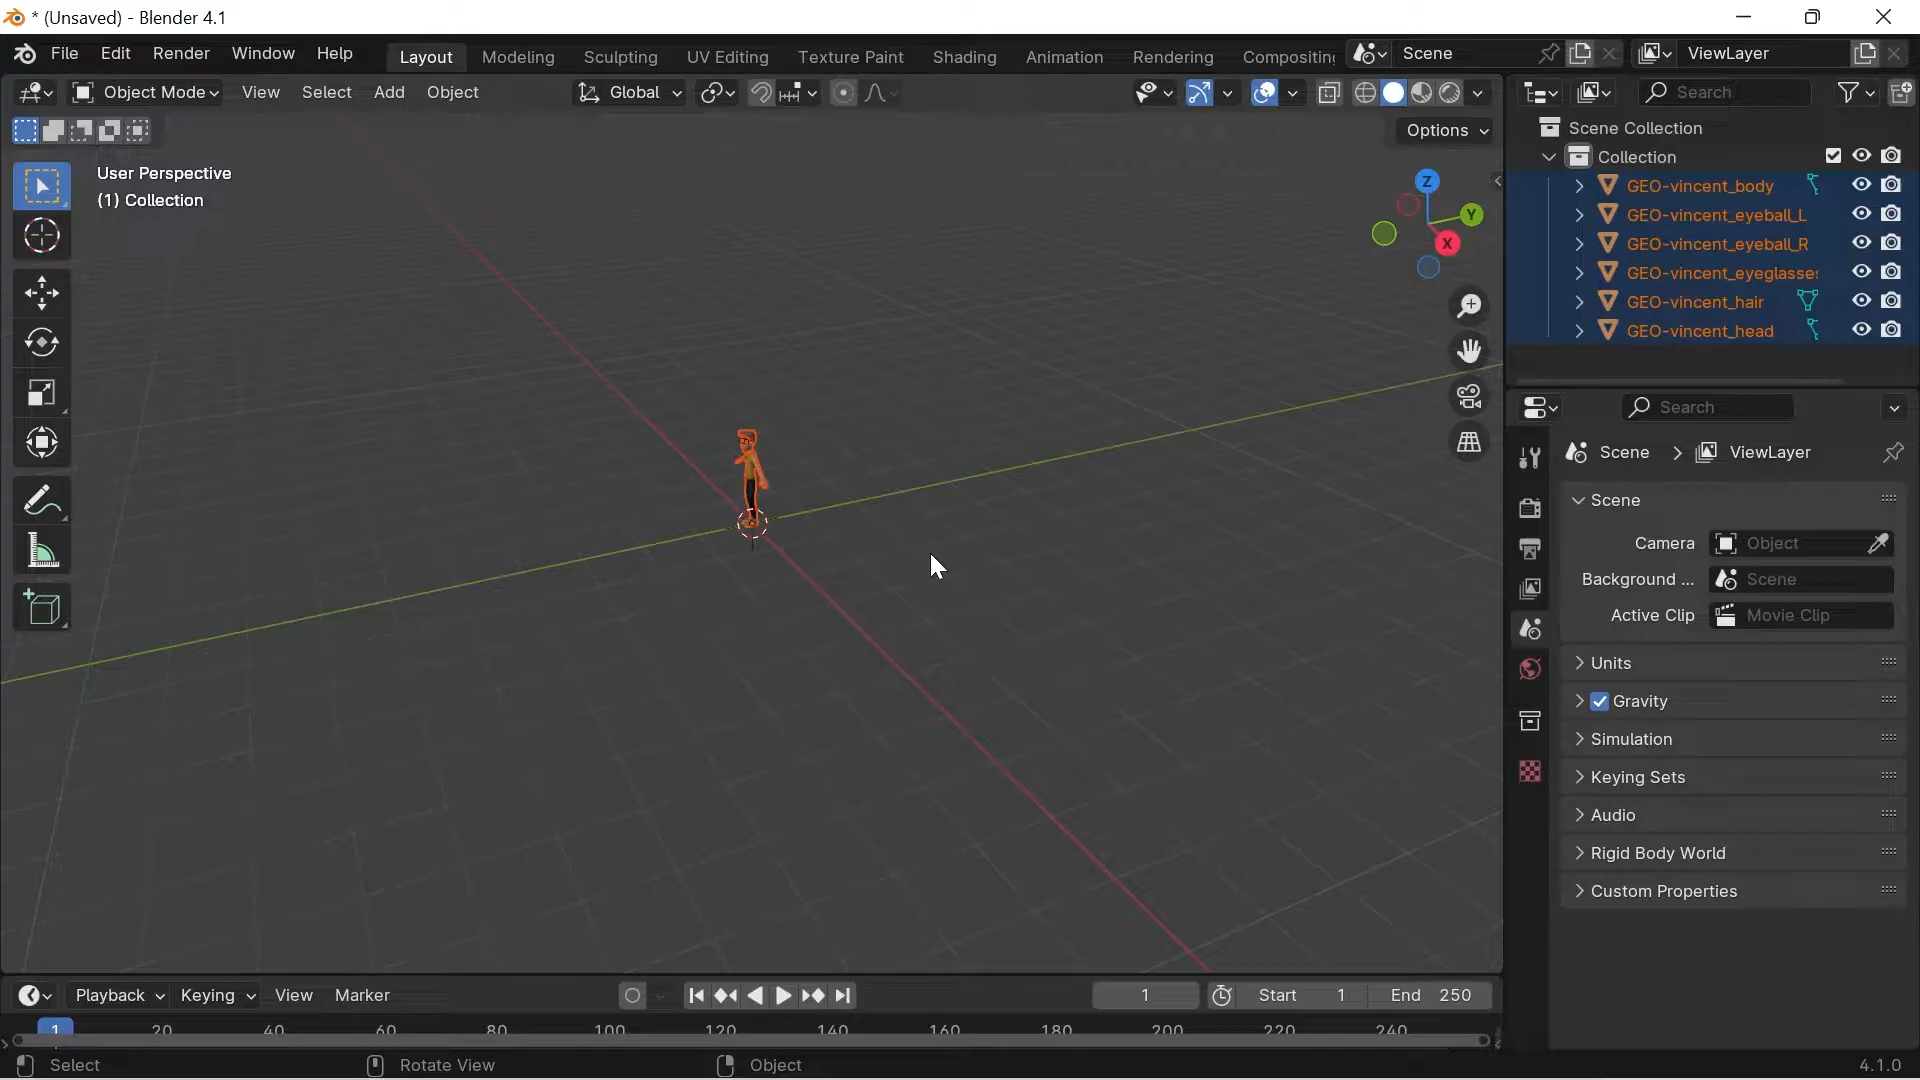 * (Unsaved) - Blender 4.1
File Edit Render Window Help Layout Modeling Sculpting UV Editing Texture Paint Shading Animation Rendering Scene ViewLayer
Object Mode View Select Add Object Global Search
Options
User Perspective
(1) Collection
Z
Y
X
Scene Collection
Collection
GEO-vincent_body
GEO-vincent_eyeball_L
GEO-vincent_eyeball_R
GEO-vincent_eyeglasse
GEO-vincent_hair
GEO-vincent_head
Search
Scene ViewLayer
Scene
Camera Object
Background ... Scene
Active Clip Movie Clip
Units
Gravity
Simulation
Keying Sets
Audio
Rigid Body World
Custom Properties
Playback Keying View Marker 1 Start 1 End 250
1 20 40 60 80 100 120 140 160 180 200 220 240
Select Rotate View Object 4.1.0